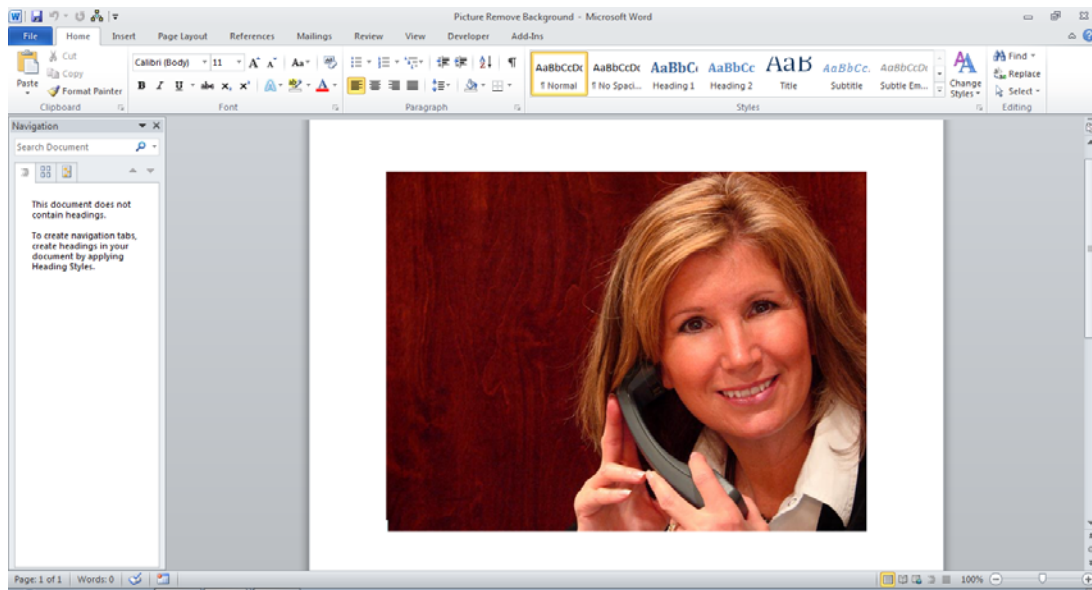 Picture Remove Background - Microsoft Word
File Home Insert Page Layout References Mailings Review View Developer Add-Ins
Paste
Cut
Copy
Format Painter
Clipboard
Calibri (Body) 11
Font
Paragraph
AaBbCcDc AaBbCcDc AaBbC AaBbCc AaB AaBbCc. AaBbCcDc
¶ Normal ¶ No Spaci... Heading 1 Heading 2 Title Subtitle Subtle Em...
Change
Styles
Styles
Find
Replace
Select
Editing
Navigation
Search Document
This document does not
contain headings.
To create navigation tabs,
create headings in your
document by applying
Heading Styles.
Page: 1 of 1 Words: 0 100%